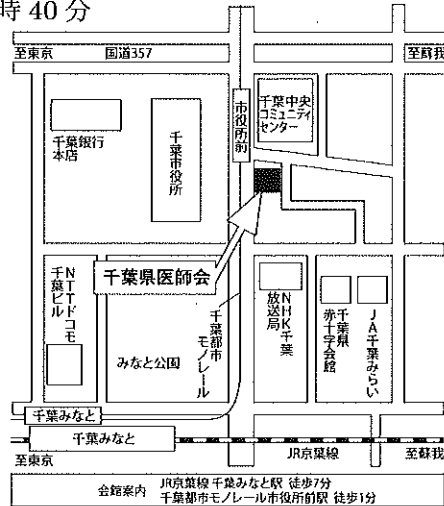 時 40 分
至東京
国道357
至蘇我
市役所前
千葉中央
コミュニティ
センター
千葉銀行
本店
千葉市役所
千葉県医師会
NTTドコモ
千葉ビル
みなと公園
千葉都市
モノレール
NHK千葉
放送局
千葉県
赤十字会館
JA千葉みらい
千葉みなと
千葉みなと
至東京
JR京葉線
至蘇我
会館案内
JR京葉線 千葉みなと駅 徒歩7分
千葉都市モノレール市役所前駅 徒歩1分